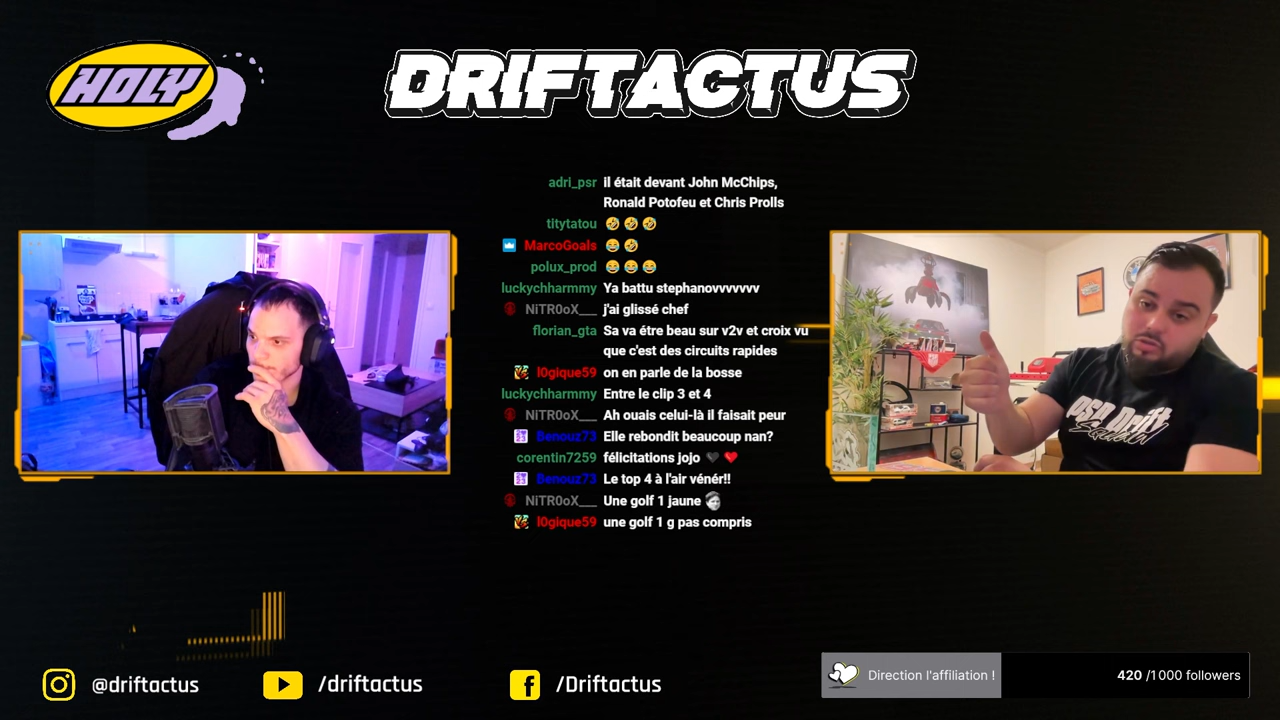 HOLY
DRIFTACTUS
adri_psr il était devant John McChips,
Ronald Potofeu et Chris Prolls
titytatou 🤣 🤣 🤣
MarcoGoals 😂 🤣
polux_prod 😂 😂 😂
luckychharmmy Ya battu stephanovvvvvvv
NiTR0oX___ j'ai glissé chef
florian_gta Sa va étre beau sur v2v et croix vu
que c'est des circuits rapides
l0gique59 on en parle de la bosse
luckychharmmy Entre le clip 3 et 4
NiTR0oX___ Ah ouais celui-là il faisait peur
Benouz73 Elle rebondit beaucoup nan?
corentin7259 félicitations jojo 🖤 ❤️
Benouz73 Le top 4 à l'air vénér!!
NiTR0oX___ Une golf 1 jaune
l0gique59 une golf 1 g pas compris
PSR Drift
Squad
@driftactus
/driftactus
/Driftactus
Direction l'affiliation !
420 /1000 followers